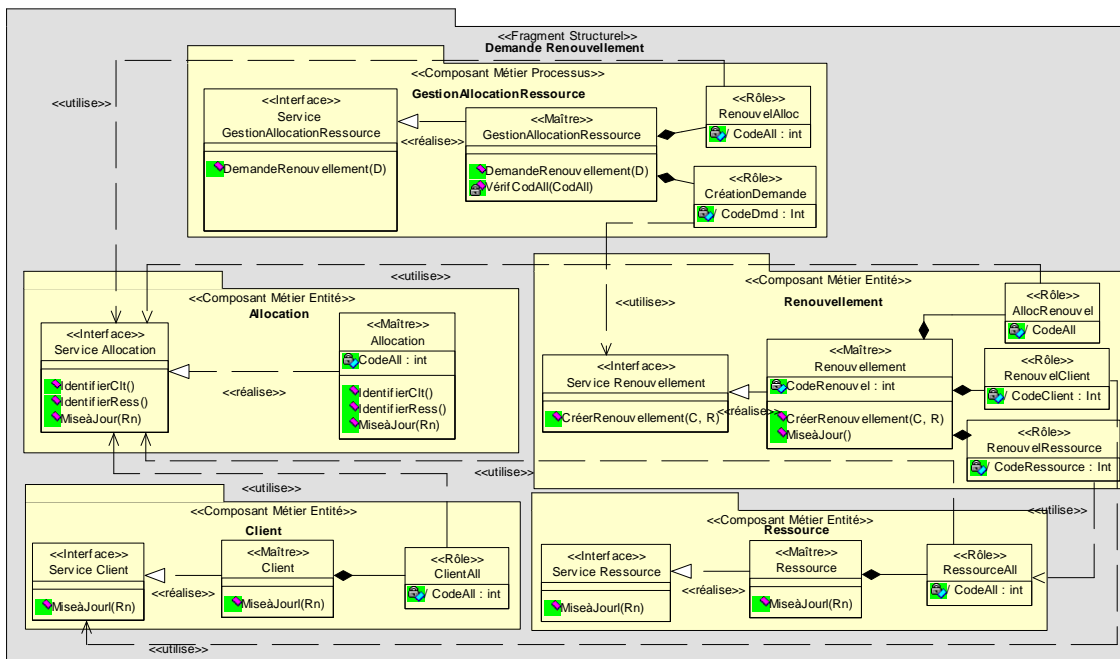 <<Fragment Structurel>>
Demande Renouvellement
<<Composant Métier Processus>>
GestionAllocationRessource
<<utilise>>
<<Interface>>
Service
GestionAllocationRessource
DemandeRenouvellement(D)
<<réalise>>
<<Maître>>
GestionAllocationRessource
DemandeRenouvellement(D)
VérifCodAll(CodAll)
<<Rôle>>
RenouvelAlloc
/ CodeAll : int
<<Rôle>>
CréationDemande
/ CodeDmd : Int
<<utilise>>
<<utilise>>
<<Composant Métier Entité>>
Allocation
<<Interface>>
Service Allocation
IdentifierClt()
IdentifierRess()
MiseàJour(Rn)
<<réalise>>
<<Maître>>
Allocation
CodeAll : int
IdentifierClt()
IdentifierRess()
MiseàJour(Rn)
<<Composant Métier Entité>>
Renouvellement
<<Interface>>
Service Renouvellement
CréerRenouvellement(C, R)
<<réalise>>
<<Maître>>
Renouvellement
CodeRenouvel : int
CréerRenouvellement(C, R)
MiseàJour()
<<Rôle>>
AllocRenouvel
/ CodeAll
<<Rôle>>
RenouvelClient
/ CodeClient : Int
<<Rôle>>
RenouvelRessource
/ CodeRessource : Int
<<utilise>>
<<utilise>>
<<utilise>>
<<Composant Métier Entité>>
Client
<<Interface>>
Service Client
MiseàJourl(Rn)
<<réalise>>
<<Maître>>
Client
MiseàJourl(Rn)
<<Rôle>>
ClientAll
/ CodeAll : int
<<Composant Métier Entité>>
Ressource
<<Interface>>
Service Ressource
MiseàJourl(Rn)
<<réalise>>
<<Maître>>
Ressource
MiseàJourl(Rn)
<<Rôle>>
RessourceAll
/ CodeAll : int
<<utilise>>